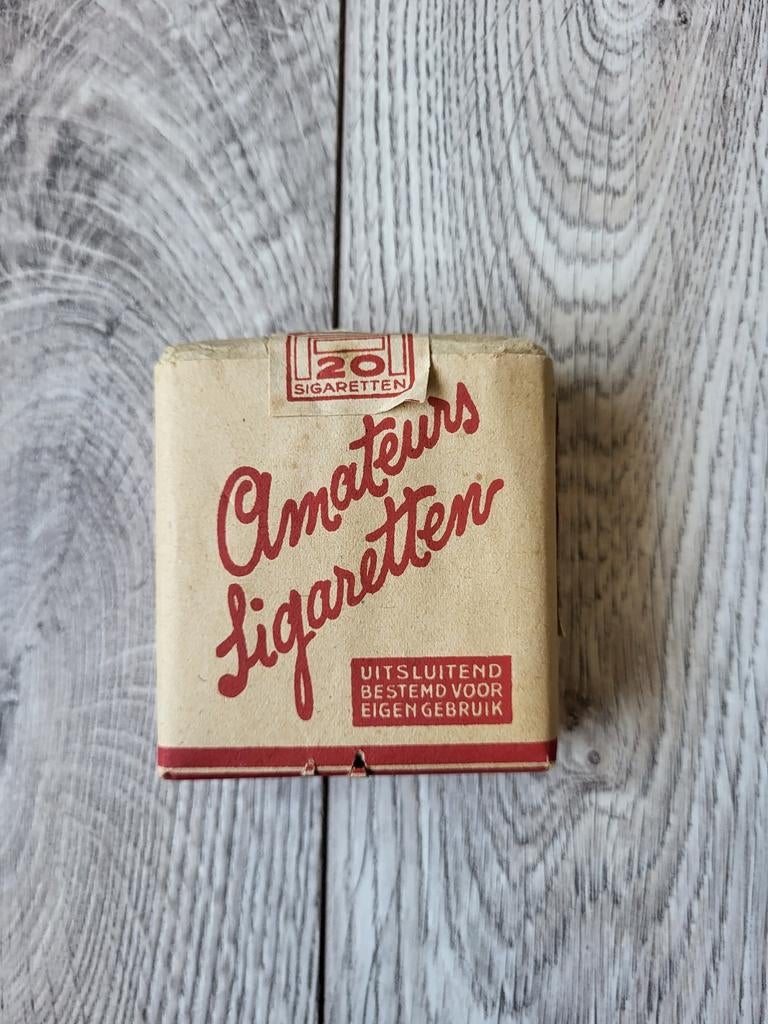 20
SIGARETTEN
Amateurs
Sigaretten
UITSLUITEND
BESTEMD VOOR
EIGEN GEBRUIK